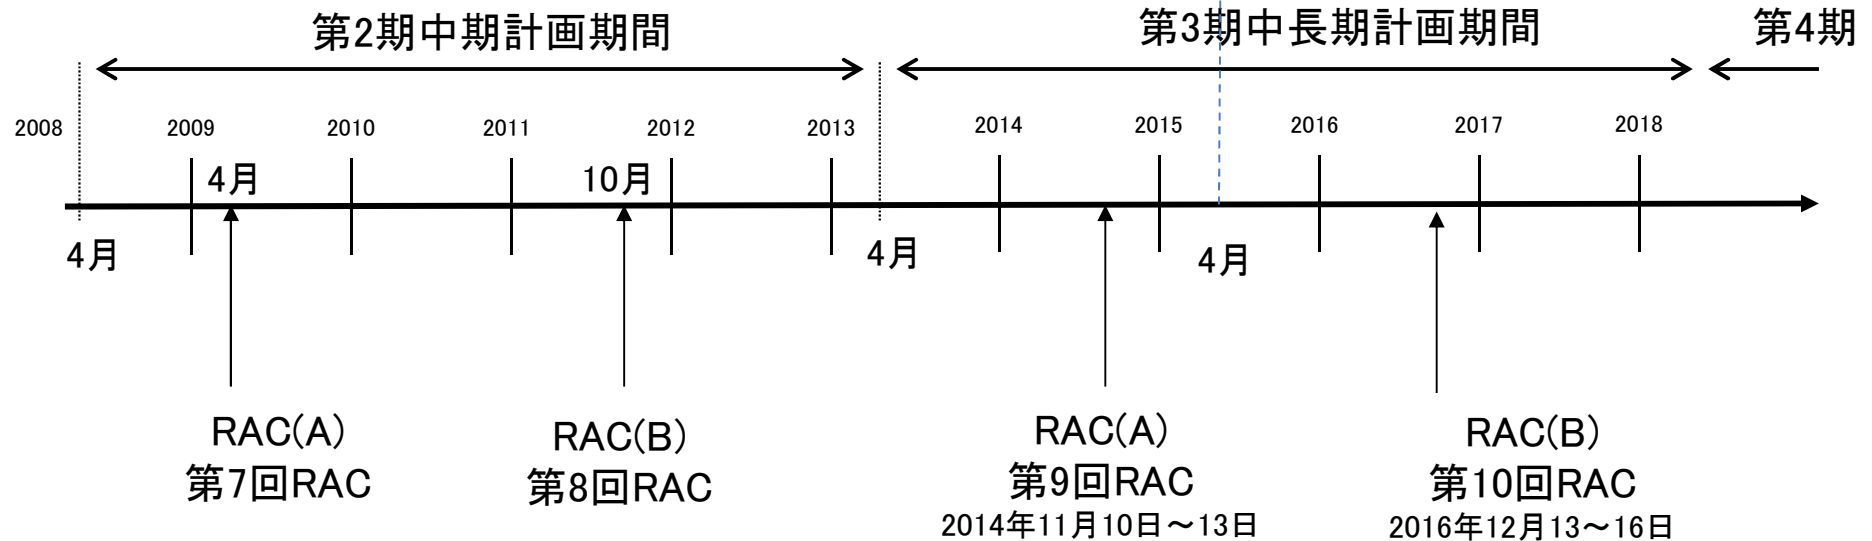 第2期中期計画期間
第3期中長期計画期間
第4期
2008
2009
2010
2011
2012
2013
2014
2015
2016
2017
2018
4月
10月
4月
4月
4月
RAC(A)
第7回RAC
RAC(B)
第8回RAC
RAC(A)
第9回RAC
2014年11月10日～13日
RAC(B)
第10回RAC
2016年12月13～16日